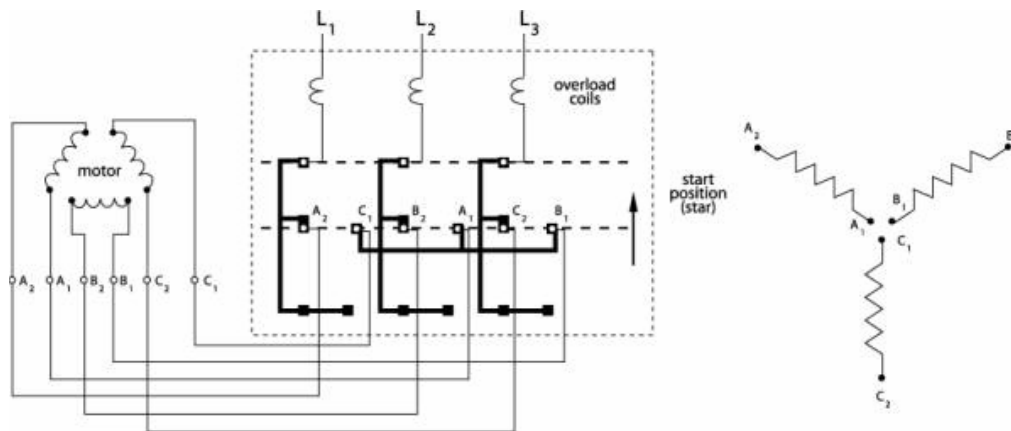 L1 L2 L3
overload
coils
motor
start
position
(star)
A2 C1 B2 A1 C2 B1
A2 A1 B2 B1 C2 C1
A2
B1
A1
C1
C2